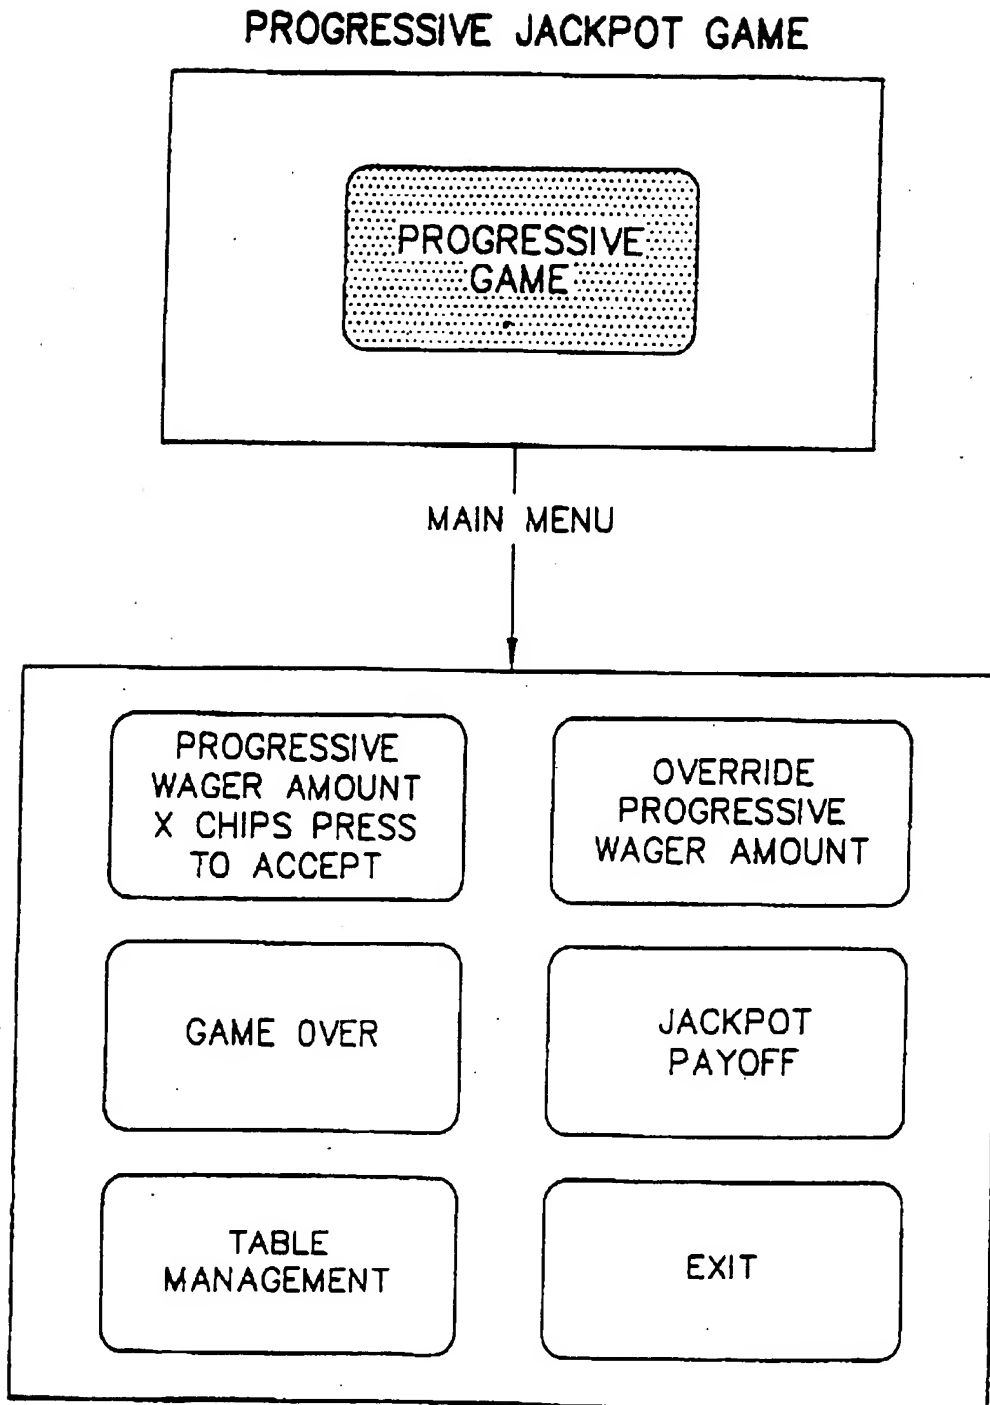 PROGRESSIVE JACKPOT GAME
PROGRESSIVE
GAME
MAIN MENU
PROGRESSIVE
WAGER AMOUNT
X CHIPS PRESS
TO ACCEPT
OVERRIDE
PROGRESSIVE
WAGER AMOUNT
GAME OVER
JACKPOT
PAYOFF
TABLE
MANAGEMENT
EXIT